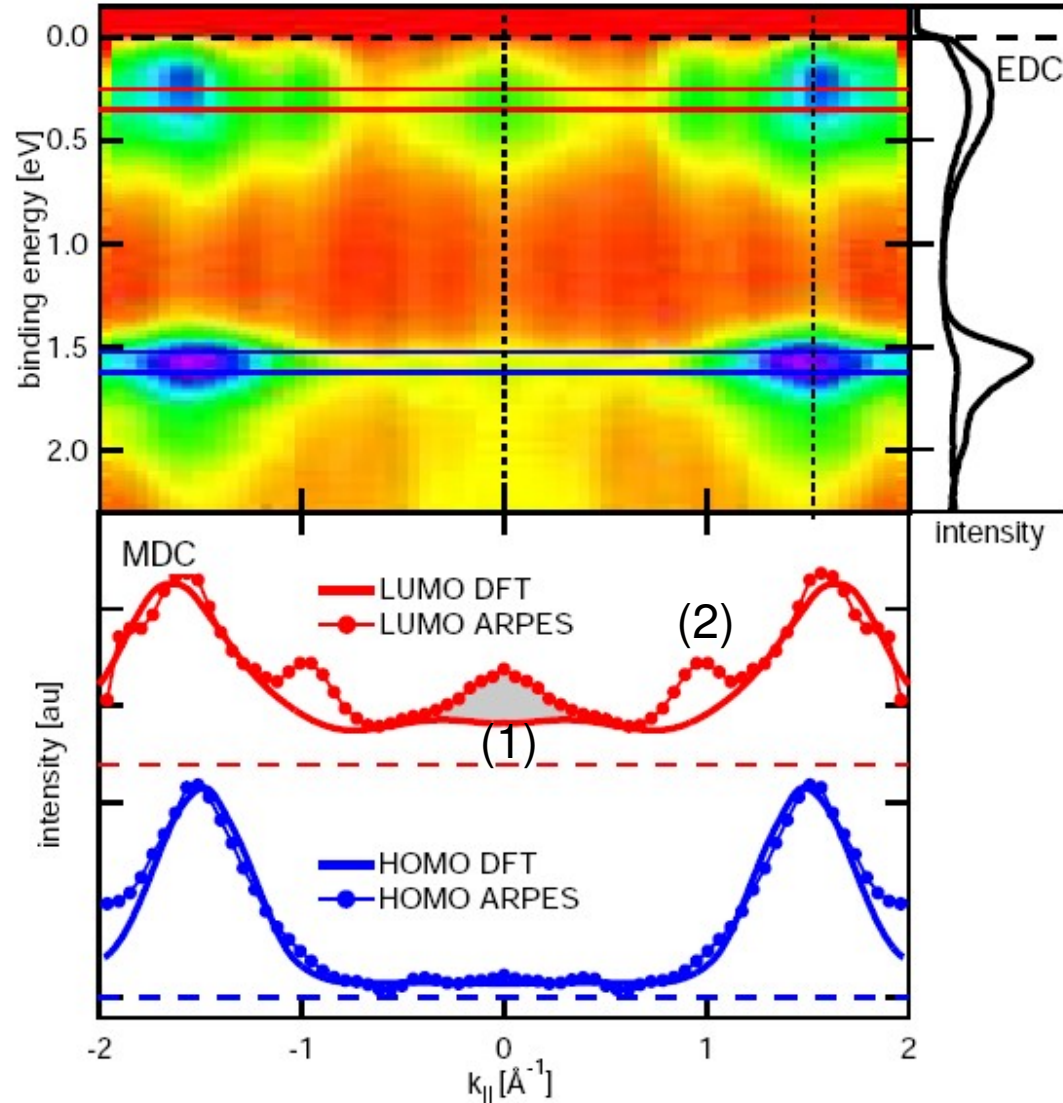 0.0
0.5
1.0
1.5
2.0
binding energy [eV]
EDC
intensity
MDC
LUMO DFT
LUMO ARPES
(2)
(1)
HOMO DFT
HOMO ARPES
intensity [au]
-2 -1 0 1 2
k|| [Å-1]